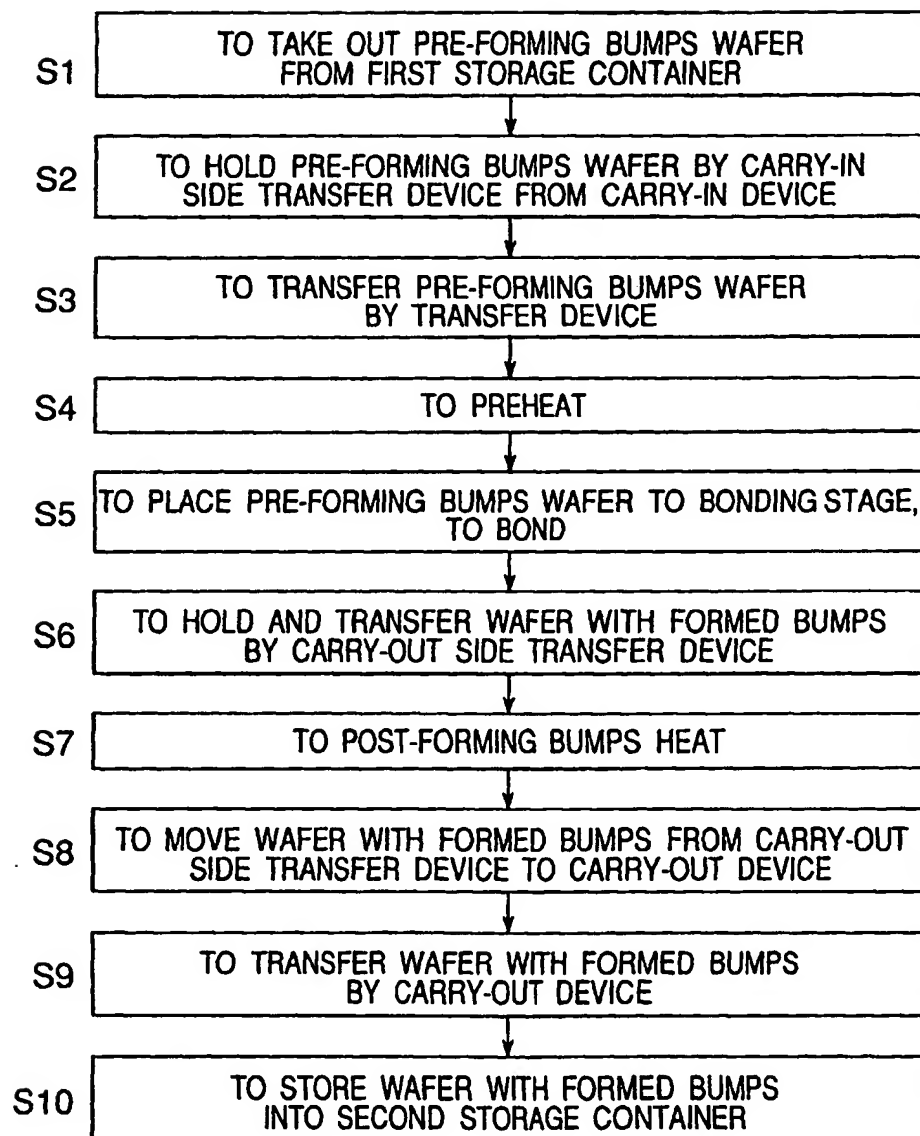 S1
TO TAKE OUT PRE-FORMING BUMPS WAFER
FROM FIRST STORAGE CONTAINER
S2
TO HOLD PRE-FORMING BUMPS WAFER BY CARRY-IN
SIDE TRANSFER DEVICE FROM CARRY-IN DEVICE
S3
TO TRANSFER PRE-FORMING BUMPS WAFER
BY TRANSFER DEVICE
S4
TO PREHEAT
S5
TO PLACE PRE-FORMING BUMPS WAFER TO BONDING STAGE,
TO BOND
S6
TO HOLD AND TRANSFER WAFER WITH FORMED BUMPS
BY CARRY-OUT SIDE TRANSFER DEVICE
S7
TO POST-FORMING BUMPS HEAT
S8
TO MOVE WAFER WITH FORMED BUMPS FROM CARRY-OUT
SIDE TRANSFER DEVICE TO CARRY-OUT DEVICE
S9
TO TRANSFER WAFER WITH FORMED BUMPS
BY CARRY-OUT DEVICE
S10
TO STORE WAFER WITH FORMED BUMPS
INTO SECOND STORAGE CONTAINER